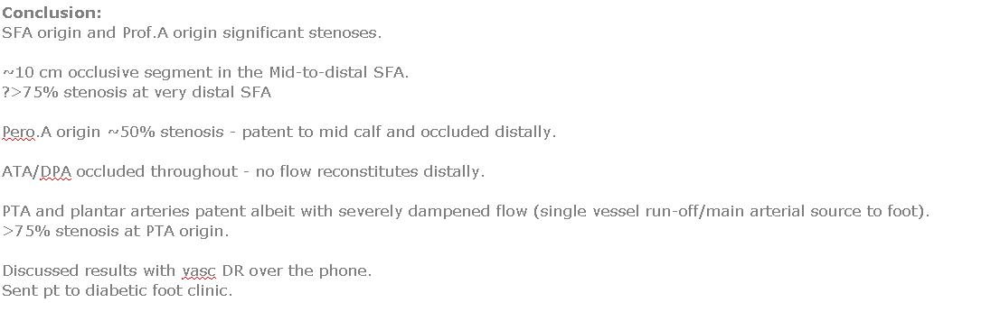 Conclusion:
SFA origin and Prof.A origin significant stenoses.
~10 cm occlusive segment in the Mid-to-distal SFA.
?>75% stenosis at very distal SFA
Pero.A origin ~50% stenosis - patent to mid calf and occluded distally.
ATA/DPA occluded throughout - no flow reconstitutes distally.
PTA and plantar arteries patent albeit with severely dampened flow (single vessel run-off/main arterial source to foot).
>75% stenosis at PTA origin.
Discussed results with vasc DR over the phone.
Sent pt to diabetic foot clinic.